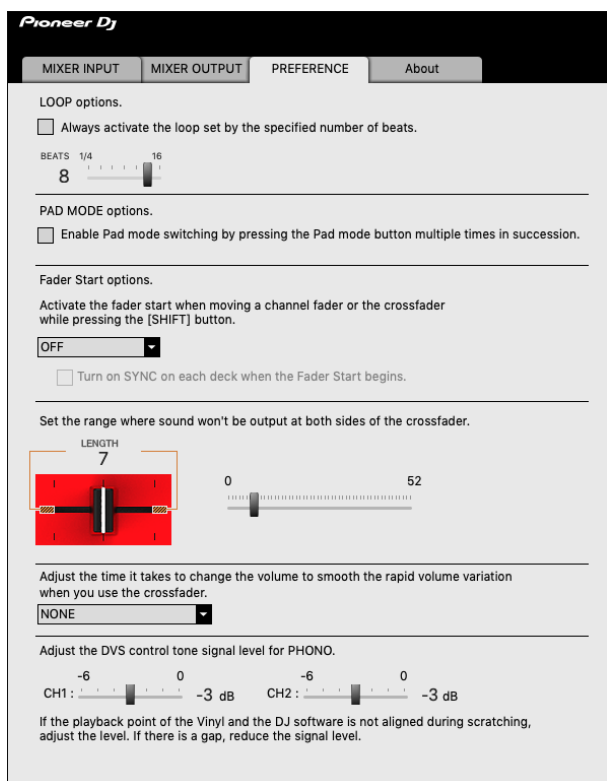 Pioneer Dj
MIXER INPUT MIXER OUTPUT PREFERENCE About
LOOP options.
Always activate the loop set by the specified number of beats.
BEATS 1/4 16
8
PAD MODE options.
Enable Pad mode switching by pressing the Pad mode button multiple times in succession.
Fader Start options.
Activate the fader start when moving a channel fader or the crossfader
while pressing the [SHIFT] button.
OFF
Turn on SYNC on each deck when the Fader Start begins.
Set the range where sound won't be output at both sides of the crossfader.
LENGTH
7
0 52
Adjust the time it takes to change the volume to smooth the rapid volume variation
when you use the crossfader.
NONE
Adjust the DVS control tone signal level for PHONO.
-6 0 -6 0
CH1 : -3 dB CH2 : -3 dB
If the playback point of the Vinyl and the DJ software is not aligned during scratching,
adjust the level. If there is a gap, reduce the signal level.